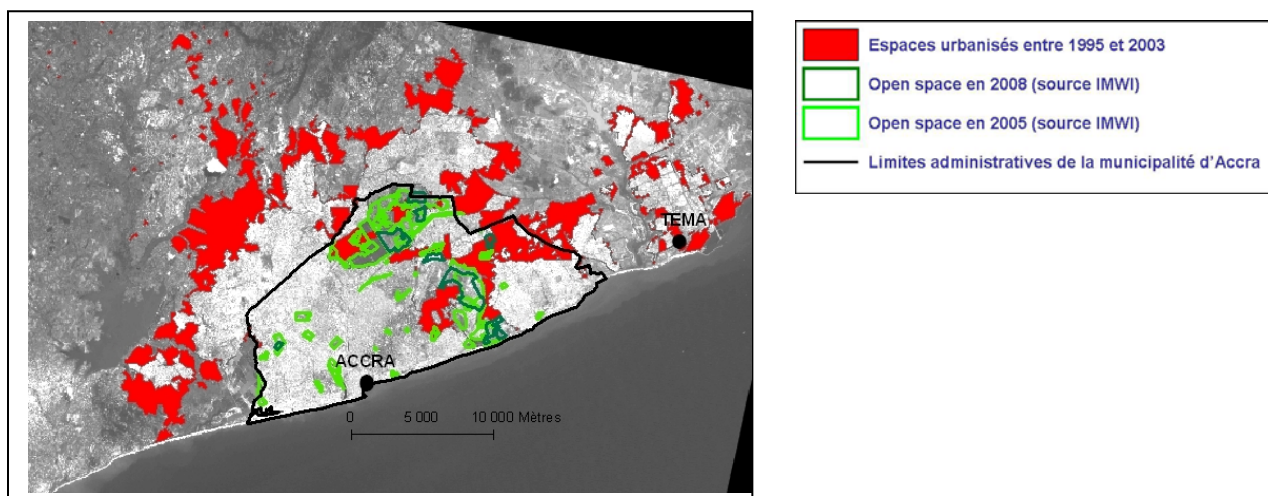 TEMA
ACCRA
0 5 000 10 000 Mètres
Espaces urbanisés entre 1995 et 2003
Open space en 2008 (source IMWI)
Open space en 2005 (source IMWI)
Limites administratives de la municipalité d'Accra